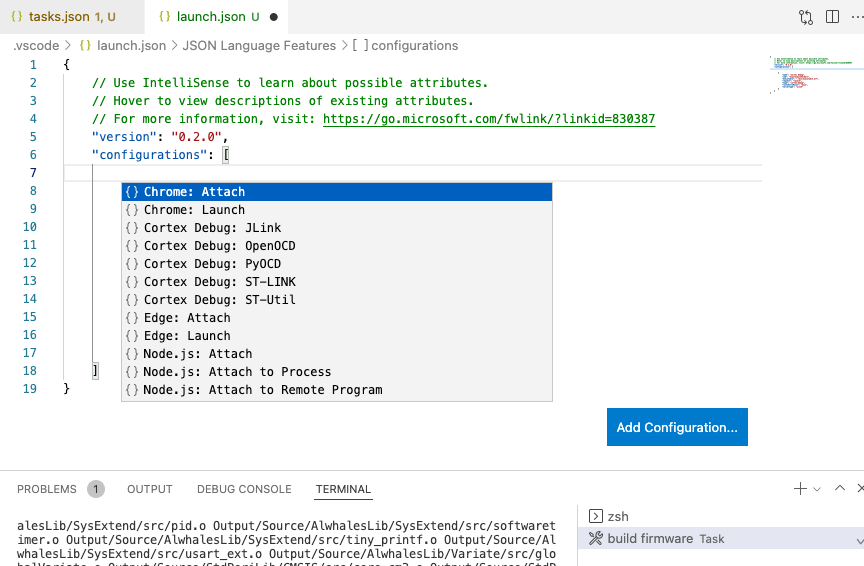 {} tasks.json 1, U {} launch.json U ●
.vscode > {} launch.json > JSON Language Features > [ ] configurations
1 {
2 // Use IntelliSense to learn about possible attributes.
3 // Hover to view descriptions of existing attributes.
4 // For more information, visit: https://go.microsoft.com/fwlink/?linkid=830387
5 "version": "0.2.0",
6 "configurations": [
7
8 {} Chrome: Attach
9 {} Chrome: Launch
10 {} Cortex Debug: JLink
11 {} Cortex Debug: OpenOCD
12 {} Cortex Debug: PyOCD
13 {} Cortex Debug: ST-LINK
14 {} Cortex Debug: ST-Util
15 {} Edge: Attach
16 {} Edge: Launch
17 {} Node.js: Attach
18 ] {} Node.js: Attach to Process
19 } {} Node.js: Attach to Remote Program
Add Configuration...
PROBLEMS 1 OUTPUT DEBUG CONSOLE TERMINAL
alesLib/SysExtend/src/pid.o Output/Source/AlwhalesLib/SysExtend/src/softwaret
imer.o Output/Source/AlwhalesLib/SysExtend/src/tiny_printf.o Output/Source/Al
whalesLib/SysExtend/src/usart_ext.o Output/Source/AlwhalesLib/Variate/src/glo
zsh
build firmware Task